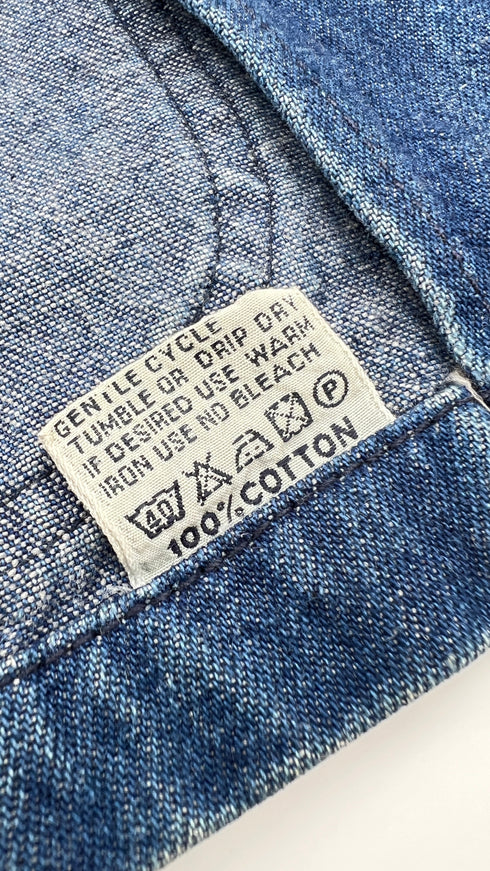 GENTLE CYCLE
TUMBLE OR DRIP DRY
IF DESIRED USE WARM
IRON USE NO BLEACH
40 P
100% COTTON